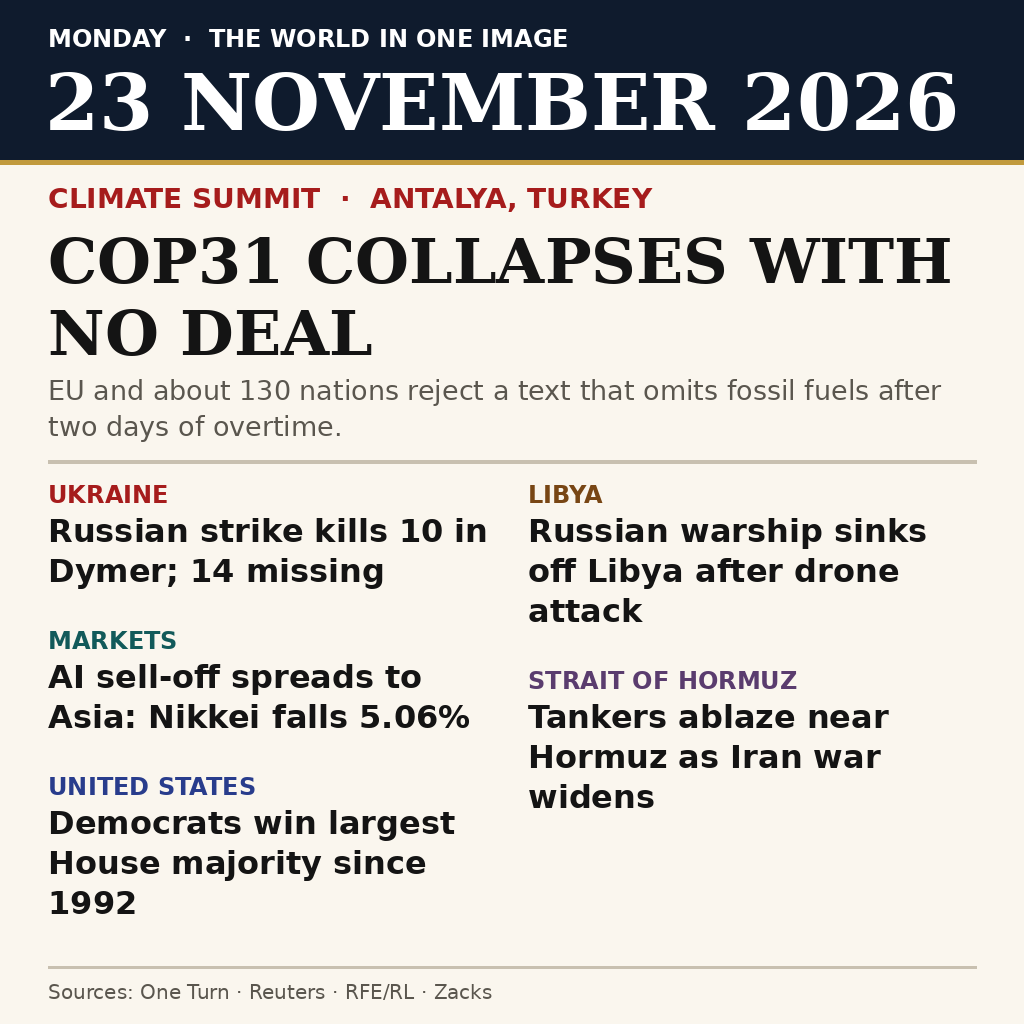 MONDAY · THE WORLD IN ONE IMAGE
23 NOVEMBER 2026
CLIMATE SUMMIT · ANTALYA, TURKEY
COP31 COLLAPSES WITH
NO DEAL
EU and about 130 nations reject a text that omits fossil fuels after
two days of overtime.
UKRAINE
Russian strike kills 10 in
Dymer; 14 missing
MARKETS
AI sell-off spreads to
Asia: Nikkei falls 5.06%
UNITED STATES
Democrats win largest
House majority since
1992
LIBYA
Russian warship sinks
off Libya after drone
attack
STRAIT OF HORMUZ
Tankers ablaze near
Hormuz as Iran war
widens
Sources: One Turn · Reuters · RFE/RL · Zacks